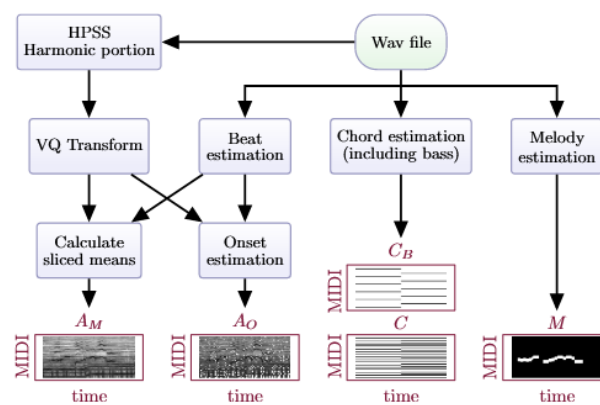 HPSS
Harmonic portion
Wav file
VQ Transform
Beat
estimation
Chord estimation
(including bass)
Melody
estimation
Calculate
sliced means
Onset
estimation
C_B
MIDI
A_M
A_O
C
M
MIDI
MIDI
MIDI
MIDI
time
time
time
time